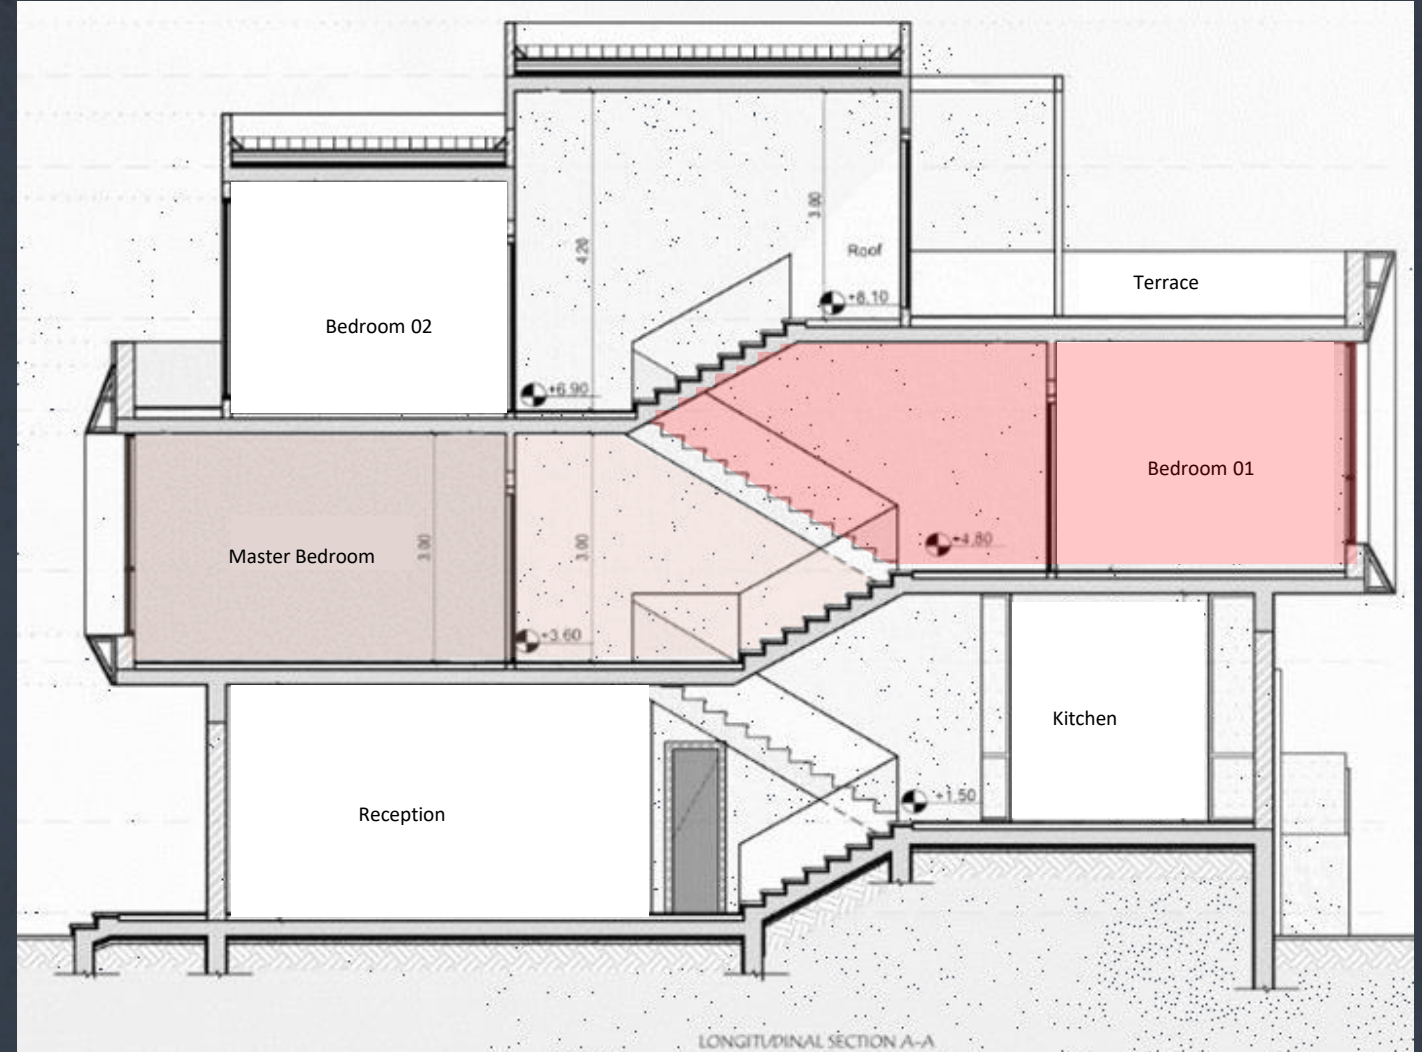 4.20
3.00
Roof
+8.10
Terrace
Bedroom 02
+6.90
Bedroom 01
Master Bedroom
3.00
3.00
+4.80
+3.60
Kitchen
+1.50
Reception
LONGITUDINAL SECTION A-A